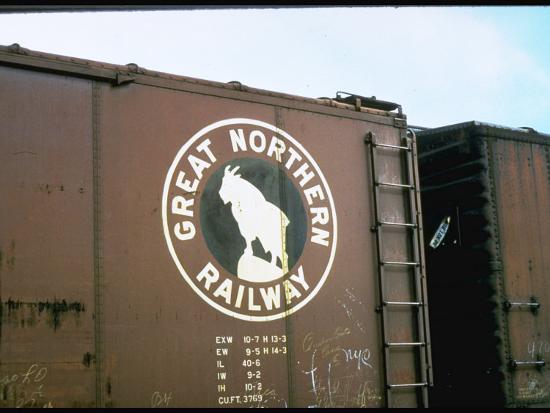 GREAT NORTHERN
RAILWAY
EXW 10-7 H 13-3
EW 9-5 H 14-3
IL 40-6
IW 9-2
IH 10-2
CU.FT. 3769
NYC